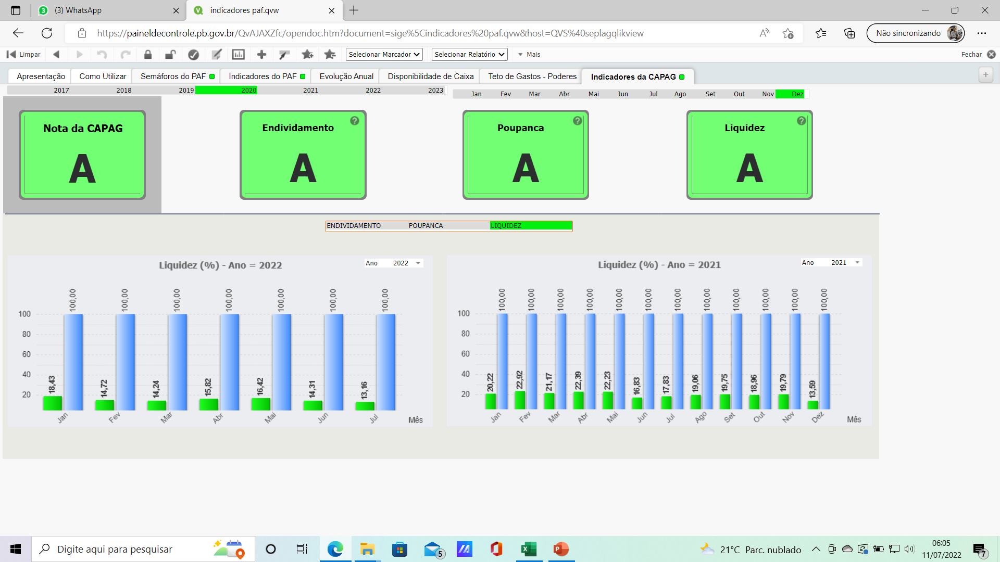 (3) WhatsApp
indicadores paf.qvw
https://paineldecontrole.pb.gov.br/QvAJAXZfc/opendoc.htm?document=sige%5Cindicadores%20paf.qvw&host=QVS%40seplagqlikview
Não sincronizando
Limpar
Selecionar Marcador
Selecionar Relatório
Mais
Fechar
Apresentação
Como Utilizar
Semáforos do PAF
Indicadores do PAF
Evolução Anual
Disponibilidade de Caixa
Teto de Gastos - Poderes
Indicadores da CAPAG
2017 2018 2019 2020 2021 2022 2023
Jan Fev Mar Abr Mai Jun Jul Ago Set Out Nov Dez
Nota da CAPAG
A
Endividamento
?
A
Poupanca
?
A
Liquidez
?
A
ENDIVIDAMENTO POUPANCA LIQUIDEZ
Liquidez (%) - Ano = 2022
Ano 2022
100,00 100,00 100,00 100,00 100,00 100,00 100,00
100
80
60
40
20
18,43 14,72 14,24 15,82 16,42 14,31 13,16
Jan Fev Mar Abr Mai Jun Jul
Mês
Liquidez (%) - Ano = 2021
Ano 2021
100,00 100,00 100,00 100,00 100,00 100,00 100,00 100,00 100,00 100,00 100,00 100,00
100
80
60
40
20
20,22 22,92 21,17 22,39 22,23 16,83 17,83 19,06 19,75 18,96 19,79 13,59
Jan Fev Mar Abr Mai Jun Jul Ago Set Out Nov Dez
Mês
Digite aqui para pesquisar
5
21°C Parc. nublado
06:05
11/07/2022
7